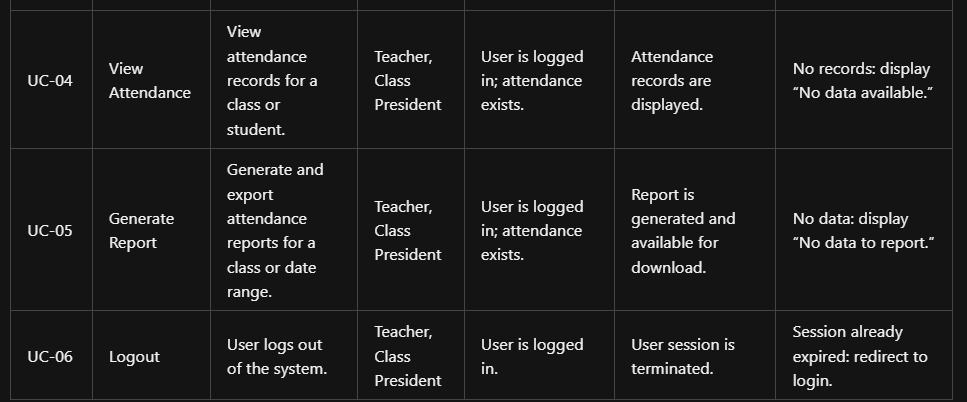 UC-04
View
Attendance
View
attendance
records for a
class or
student.
Teacher,
Class
President
User is logged
in; attendance
exists.
Attendance
records are
displayed.
No records: display
“No data available.”
UC-05
Generate
Report
Generate and
export
attendance
reports for a
class or date
range.
Teacher,
Class
President
User is logged
in; attendance
exists.
Report is
generated and
available for
download.
No data: display
“No data to report.”
UC-06
Logout
User logs out
of the system.
Teacher,
Class
President
User is logged
in.
User session is
terminated.
Session already
expired: redirect to
login.